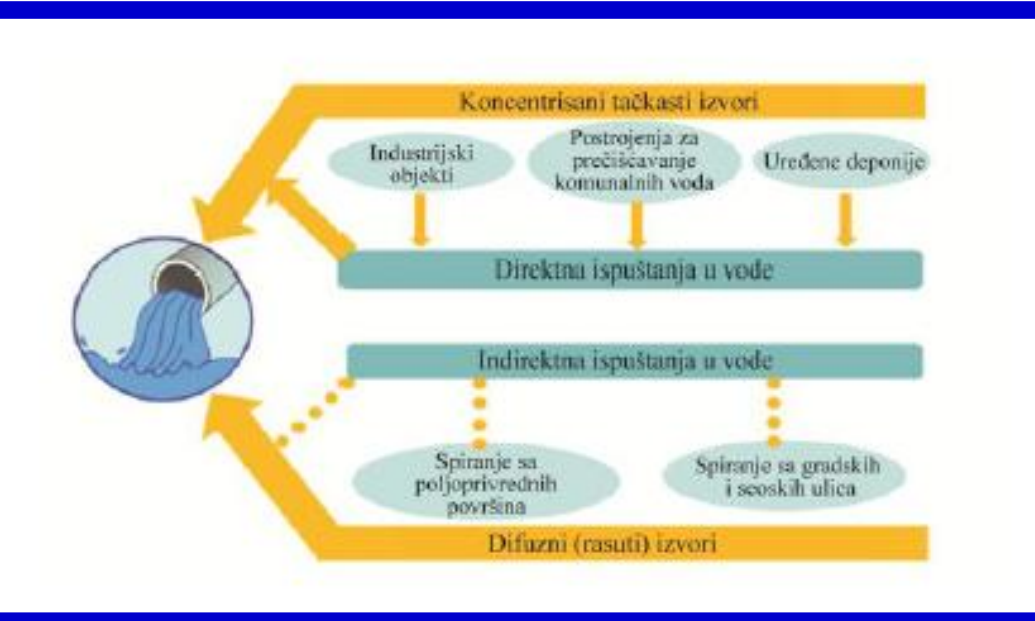 Koncentrisani tačkasti izvori
Industrijski
objekti
Postrojenja za
prečišćavanje
komunalnih voda
Uređene deponije
Direktna ispuštanja u vode
Indirektna ispuštanja u vode
Spiranje sa
poljoprivrednih
površina
Spiranje sa gradskih
i seoskih ulica
Difuzni (rasuti) izvori